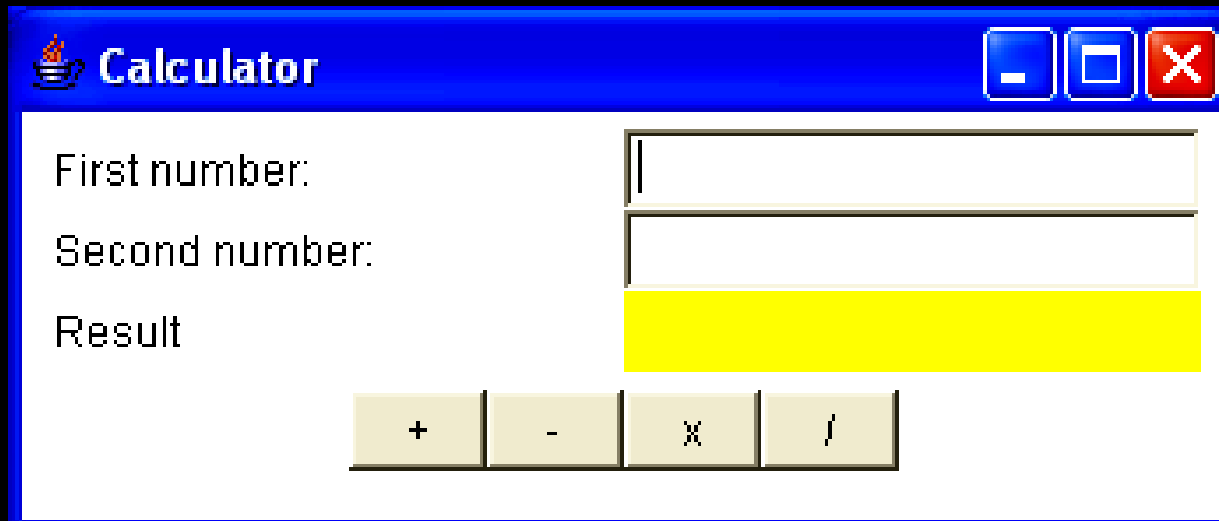 Calculator
First number:
Second number:
Result
+ - x /